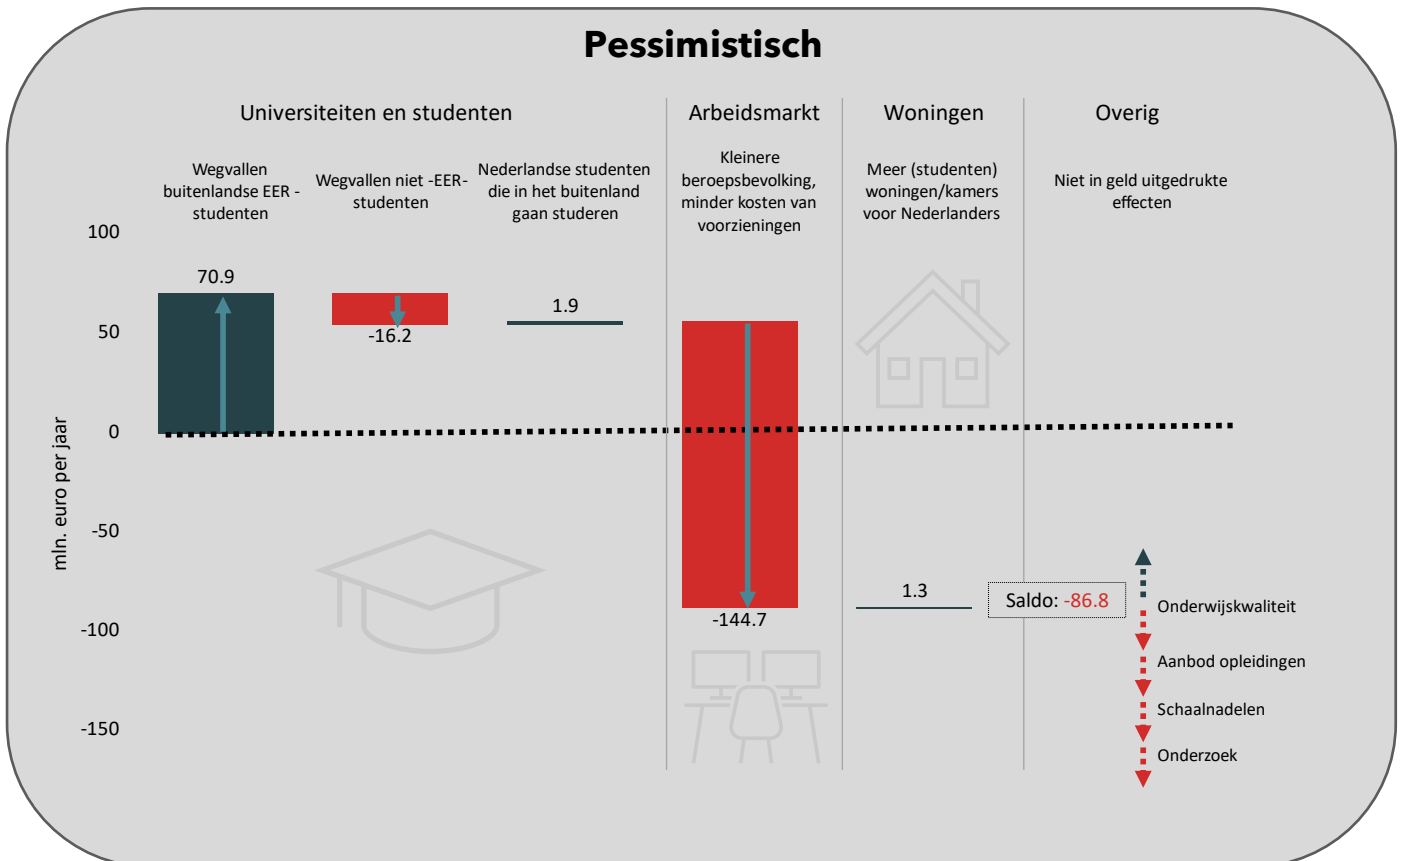 Pessimistisch
Universiteiten en studenten
Arbeidsmarkt
Woningen
Overig
Wegvallen
buitenlandse EER -
studenten
Wegvallen niet -EER-
studenten
Nederlandse studenten
die in het buitenland
gaan studeren
Kleinere
beroepsbevolking,
minder kosten van
voorzieningen
Meer (studenten)
woningen/kamers
voor Nederlanders
Niet in geld uitgedrukte
effecten
mln. euro per jaar
100
50
0
-50
-100
-150
70.9
-16.2
1.9
-144.7
1.3
Saldo: -86.8
Onderwijskwaliteit
Aanbod opleidingen
Schaalnadelen
Onderzoek